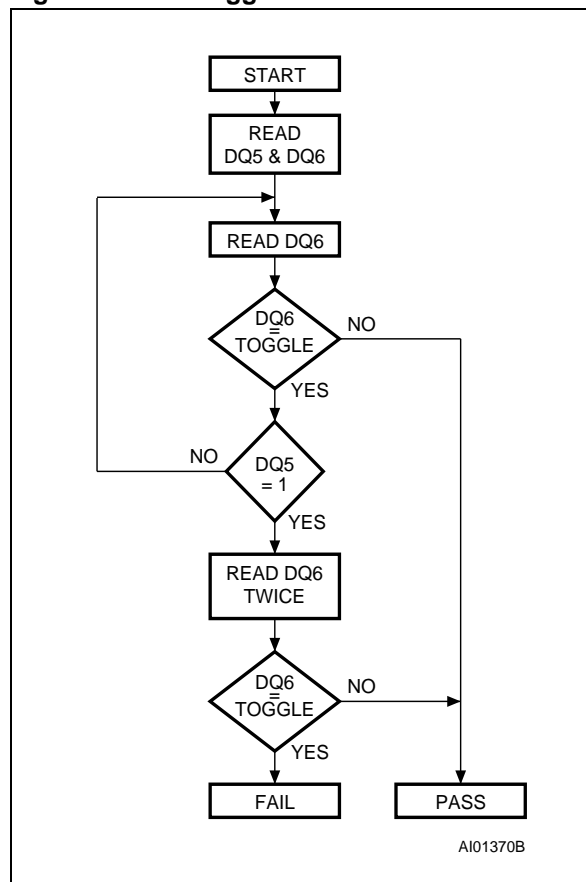 START
READ
DQ5 & DQ6
READ DQ6
DQ6
=
TOGGLE
NO
YES
NO
DQ5
= 1
YES
READ DQ6
TWICE
DQ6
=
TOGGLE
NO
YES
FAIL
PASS
AI01370B